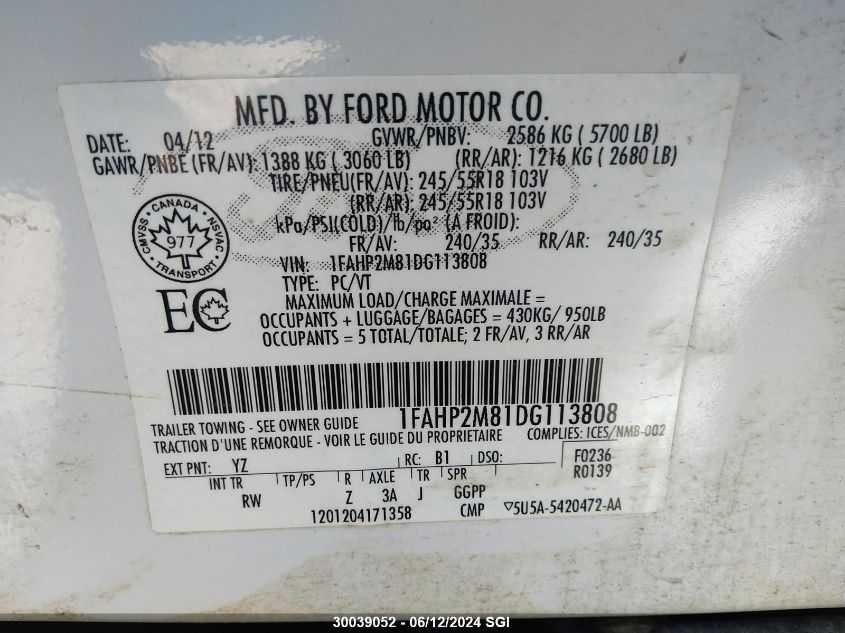 MFD. BY FORD MOTOR CO.
DATE: 04/12 GVWR/PNBV: 2586 KG ( 5700 LB)
GAWR/PNBE (FR/AV): 1388 KG ( 3060 LB) (RR/AR): 1216 KG ( 2680 LB)
TIRE/PNEU(FR/AV): 245/55R18 103V
(RR/AR): 245/55R18 103V
kPa/PSI(COLD)/lb/po² (A FROID):
FR/AV: 240/35 RR/AR: 240/35
CANADA
CMVSS 977 NSVAC
TRANSPORT
VIN: 1FAHP2M81DG113808
TYPE: PC/VT
EC
MAXIMUM LOAD/CHARGE MAXIMALE =
OCCUPANTS + LUGGAGE/BAGAGES = 430KG/ 950LB
OCCUPANTS = 5 TOTAL/TOTALE; 2 FR/AV, 3 RR/AR
1FAHP2M81DG113808
TRAILER TOWING - SEE OWNER GUIDE
TRACTION D'UNE REMORQUE - VOIR LE GUIDE DU PROPRIETAIRE COMPLIES: ICES/NMB-002
EXT PNT: YZ RC: B1 DSO: F0236
R0139
INT TR TP/PS R AXLE TR SPR
RW Z 3A J GGPP
1201204171358 CMP ▽5U5A-5420472-AA
30039052 - 06/12/2024 SGI